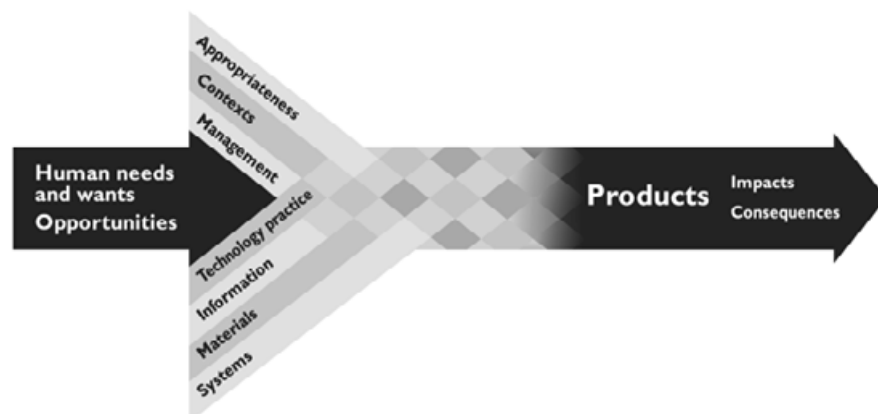 Appropriateness
Contexts
Management
Human needs
and wants
Opportunities
Technology practice
Information
Materials
Systems
Products
Impacts
Consequences